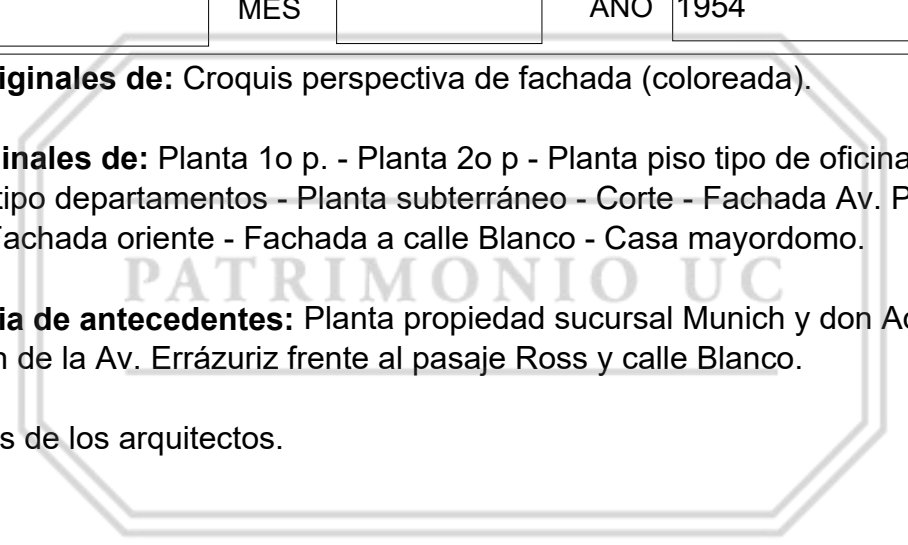 MES AÑO 1954
iginales de: Croquis perspectiva de fachada (coloreada).
inales de: Planta 1o p. - Planta 2o p - Planta piso tipo de oficina
tipo departamentos - Planta subterráneo - Corte - Fachada Av. P
achada oriente - Fachada a calle Blanco - Casa mayordomo.
PATRIMONIO UC
ia de antecedentes: Planta propiedad sucursal Munich y don Ac
n de la Av. Errázuriz frente al pasaje Ross y calle Blanco.
s de los arquitectos.